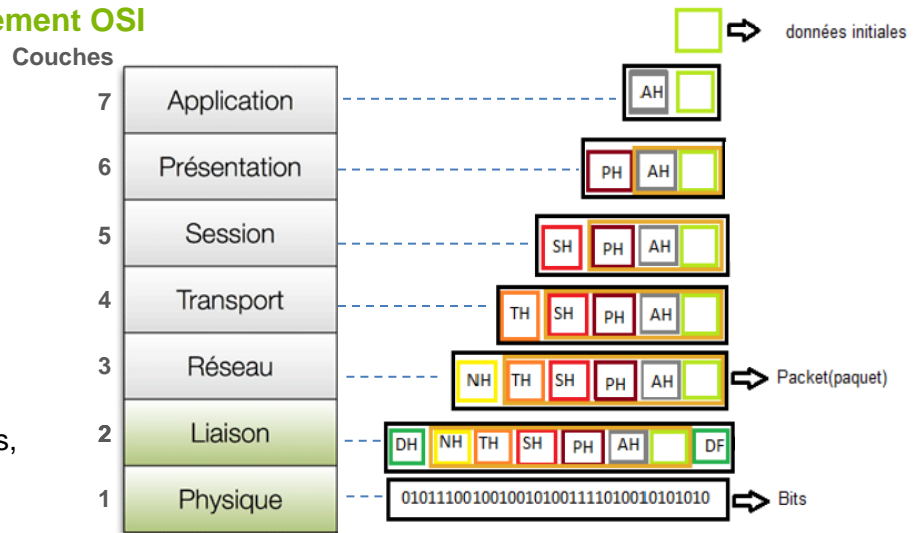 ement OSI
données initiales
Couches
7 Application AH
6 Présentation PH AH
5 Session SH PH AH
4 Transport TH SH PH AH
3 Réseau NH TH SH PH AH Packet(paquet)
s, 2 Liaison DH NH TH SH PH AH DF
1 Physique 0101110010010010100111101001010101010 Bits